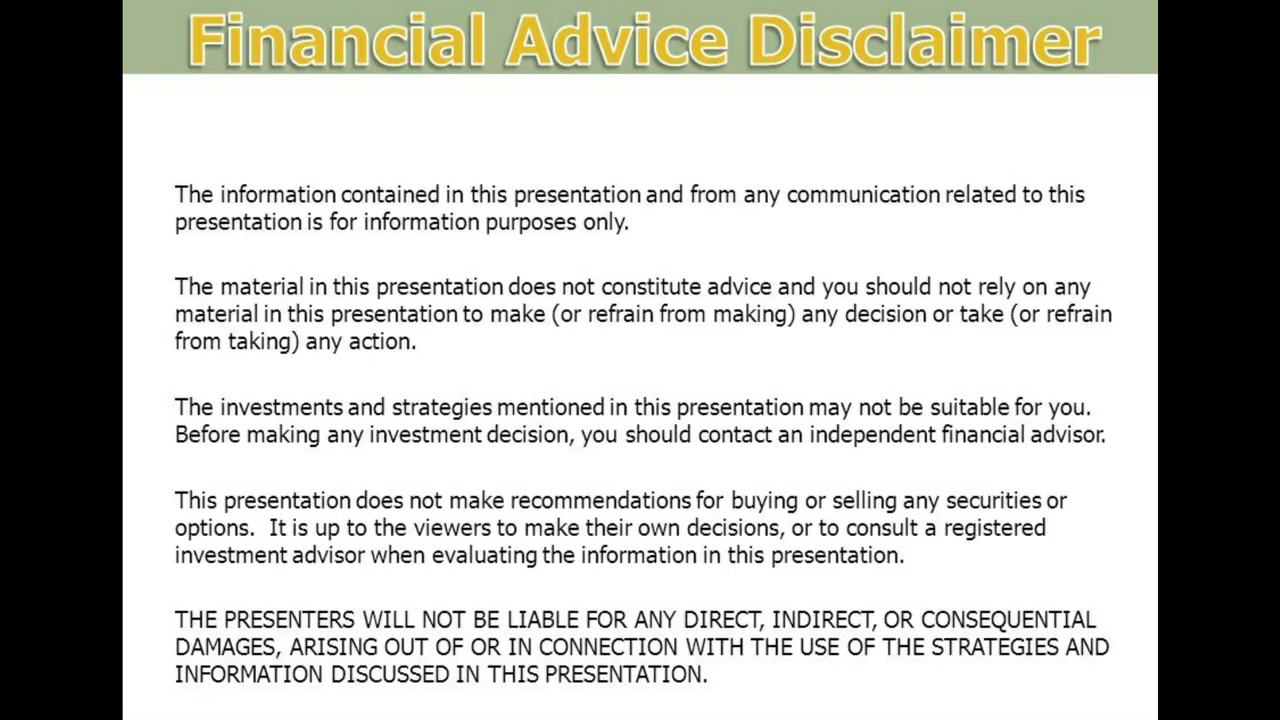 Financial Advice Disclaimer
The information contained in this presentation and from any communication related to this
presentation is for information purposes only.
The material in this presentation does not constitute advice and you should not rely on any
material in this presentation to make (or refrain from making) any decision or take (or refrain
from taking) any action.
The investments and strategies mentioned in this presentation may not be suitable for you.
Before making any investment decision, you should contact an independent financial advisor.
This presentation does not make recommendations for buying or selling any securities or
options.  It is up to the viewers to make their own decisions, or to consult a registered
investment advisor when evaluating the information in this presentation.
THE PRESENTERS WILL NOT BE LIABLE FOR ANY DIRECT, INDIRECT, OR CONSEQUENTIAL
DAMAGES, ARISING OUT OF OR IN CONNECTION WITH THE USE OF THE STRATEGIES AND
INFORMATION DISCUSSED IN THIS PRESENTATION.